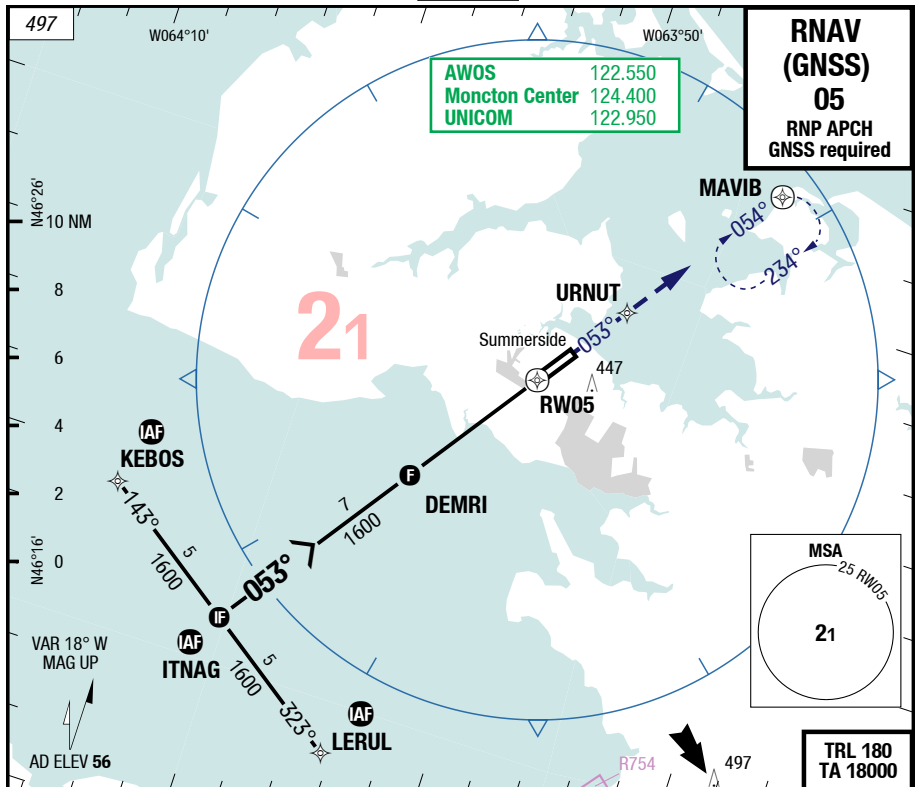 497
W064°10'
W063°50'
RNAV
(GNSS)
05
RNP APCH
GNSS required
AWOS 122.550
Moncton Center 124.400
UNICOM 122.950
N46°26'
10 NM
8
6
4
2
0
N46°16'
MAVIB
054°
234°
URNUT
053°
Summerside
447
RW05
21
IAF
KEBOS
143°
5
1600
F
DEMRI
7
1600
053°
IF
IAF
ITNAG
5
1600
323°
IAF
LERUL
MSA
25 RW05
21
VAR 18° W
MAG UP
AD ELEV 56
R754
497
TRL 180
TA 18000